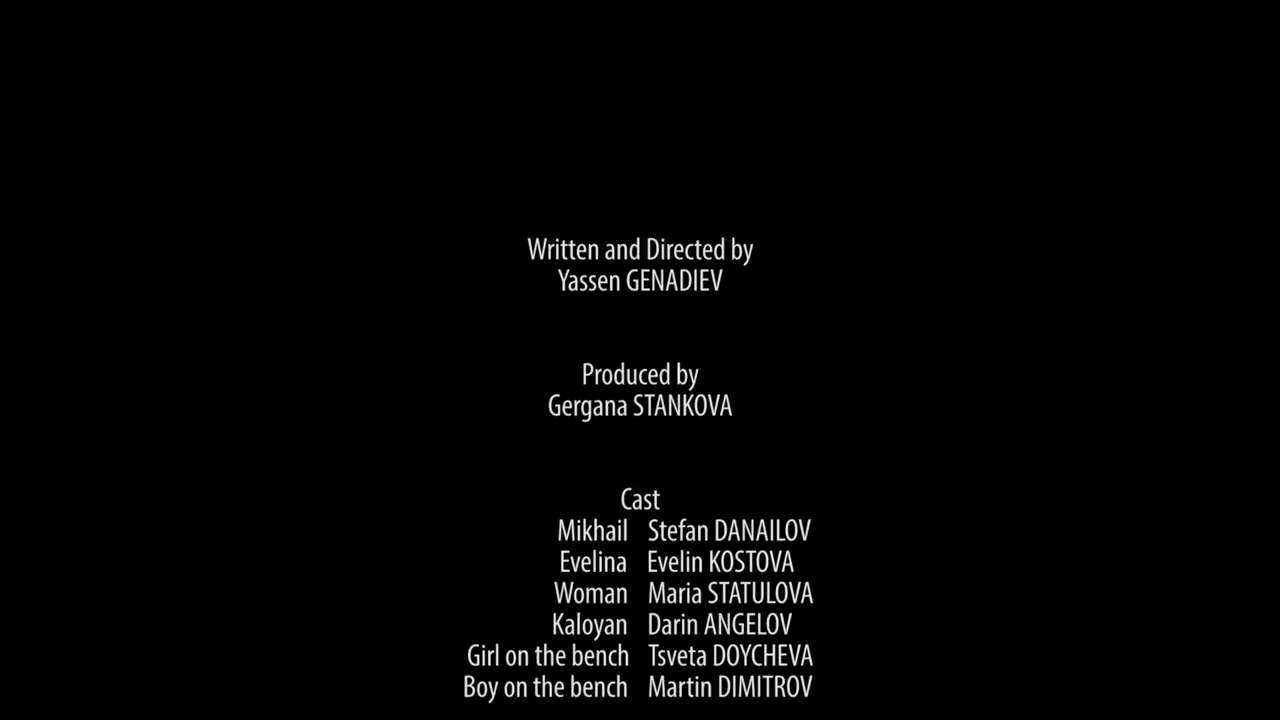 Written and Directed by
Yassen GENADIEV
Produced by
Gergana STANKOVA
Cast
Mikhail Stefan DANAILOV
Evelina Evelin KOSTOVA
Woman Maria STATULOVA
Kaloyan Darin ANGELOV
Girl on the bench Tsveta DOYCHEVA
Boy on the bench Martin DIMITROV